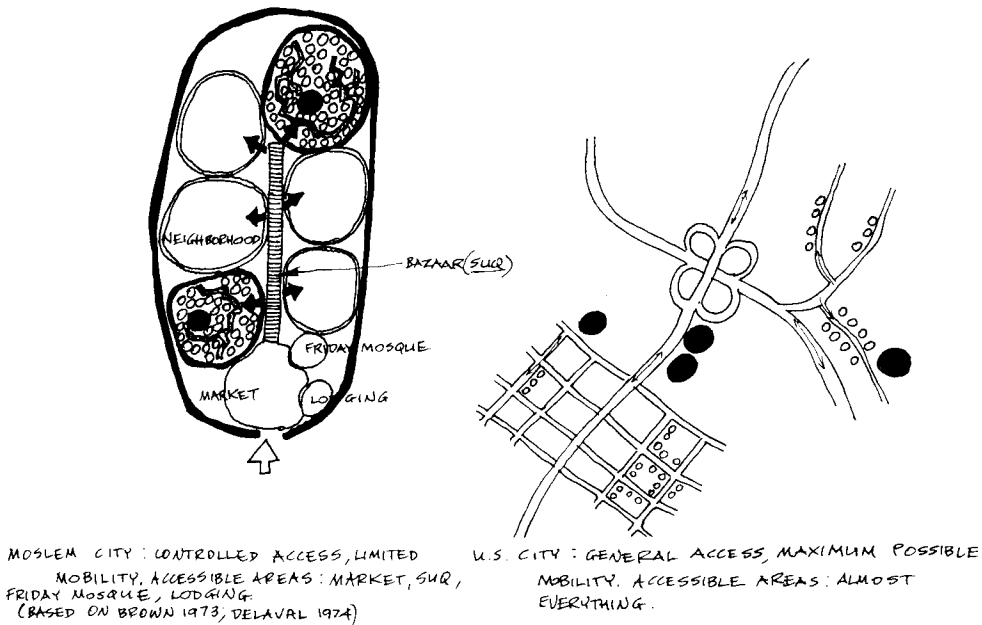 NEIGHBORHOOD
BAZAAR (SUQ)
FRIDAY MOSQUE
MARKET
LODGING
MOSLEM CITY : CONTROLLED ACCESS, LIMITED
MOBILITY. ACCESSIBLE AREAS : MARKET, SUQ,
FRIDAY MOSQUE, LODGING.
(BASED ON BROWN 1973, DELAVAL 1974)
U.S. CITY : GENERAL ACCESS, MAXIMUM POSSIBLE
MOBILITY. ACCESSIBLE AREAS : ALMOST
EVERYTHING.